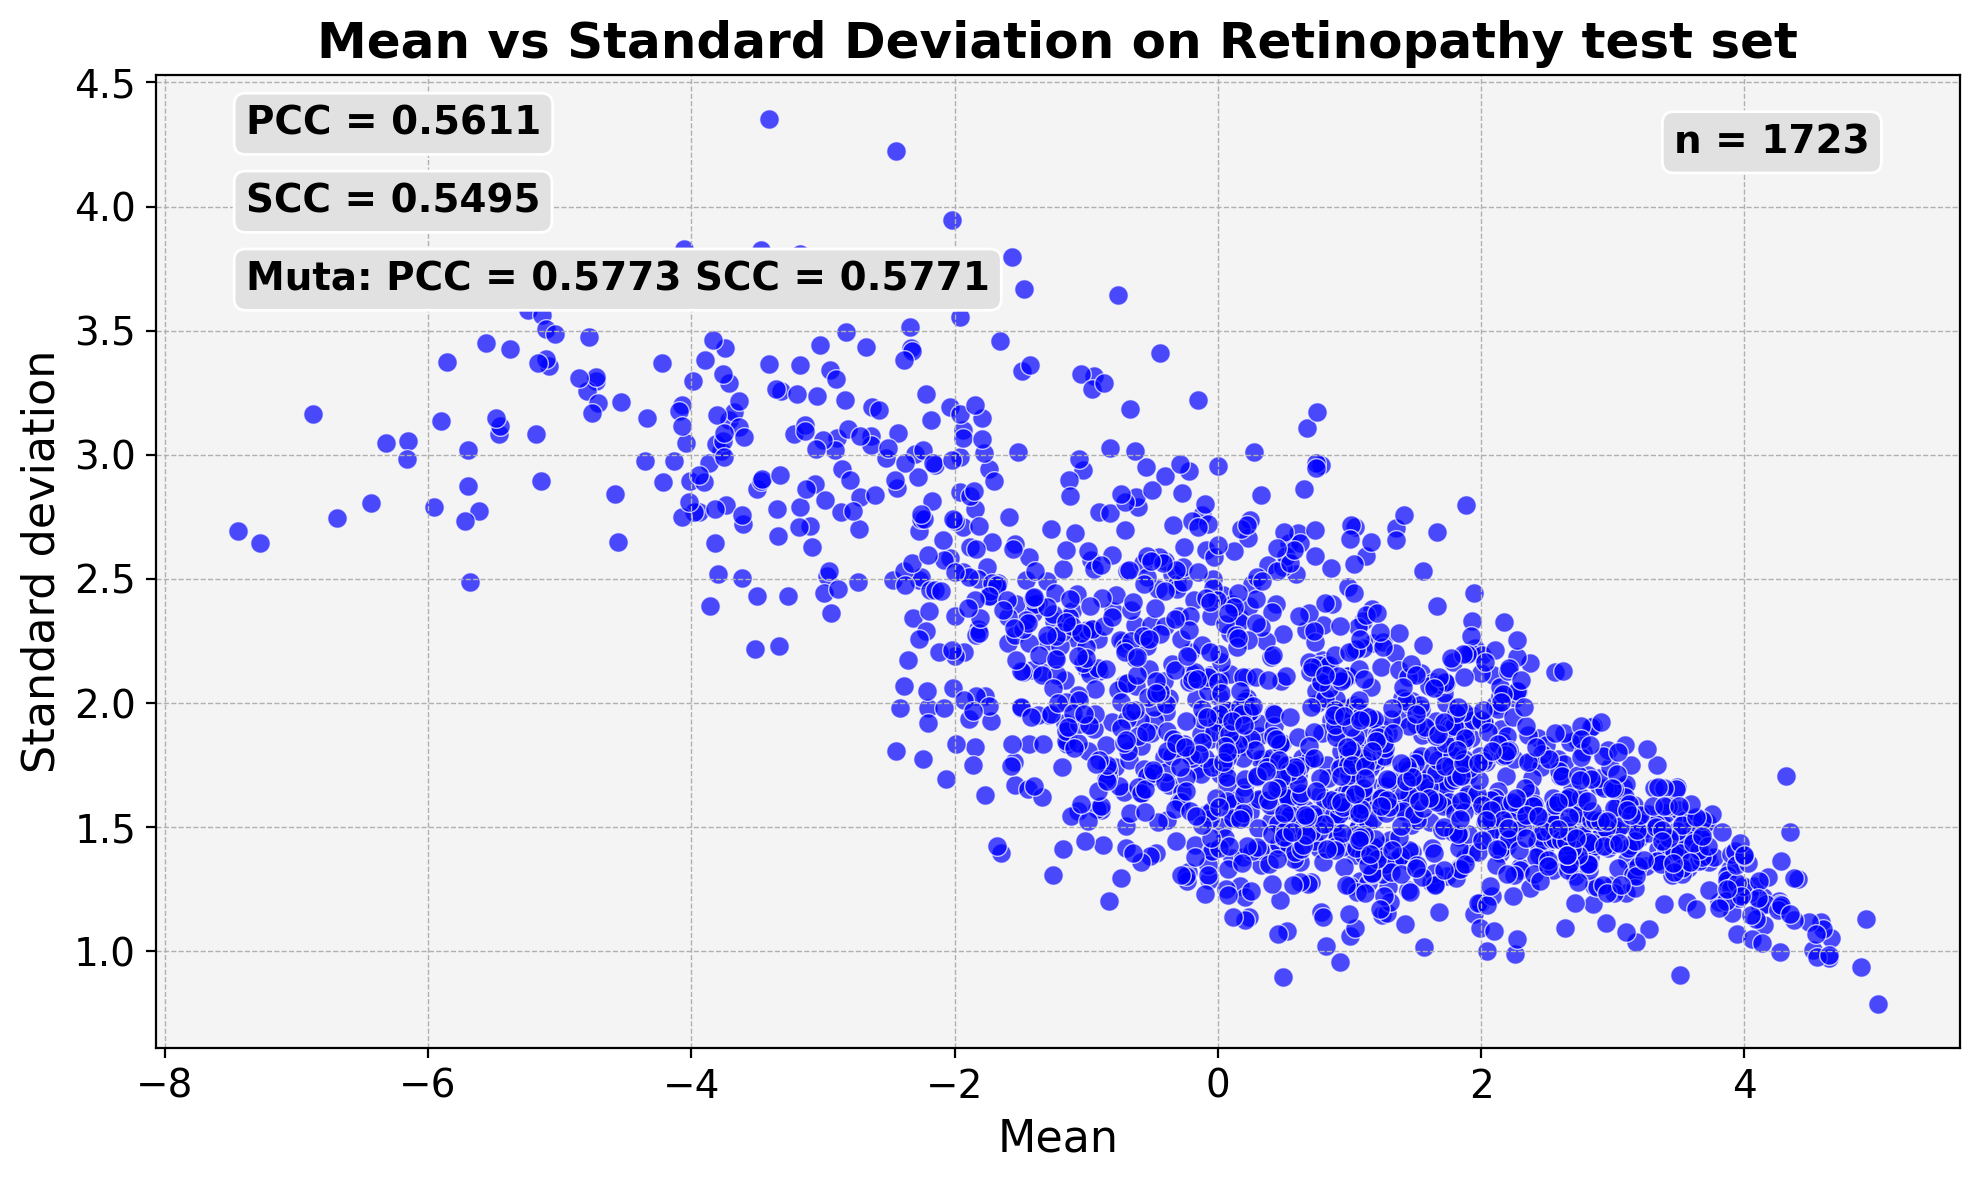 Mean vs Standard Deviation on Retinopathy test set
4.5
4.0
3.5
3.0
2.5
2.0
1.5
1.0
Standard deviation
PCC = 0.5611
SCC = 0.5495
Muta: PCC = 0.5773 SCC = 0.5771
n = 1723
−8 −6 −4 −2 0 2 4
Mean